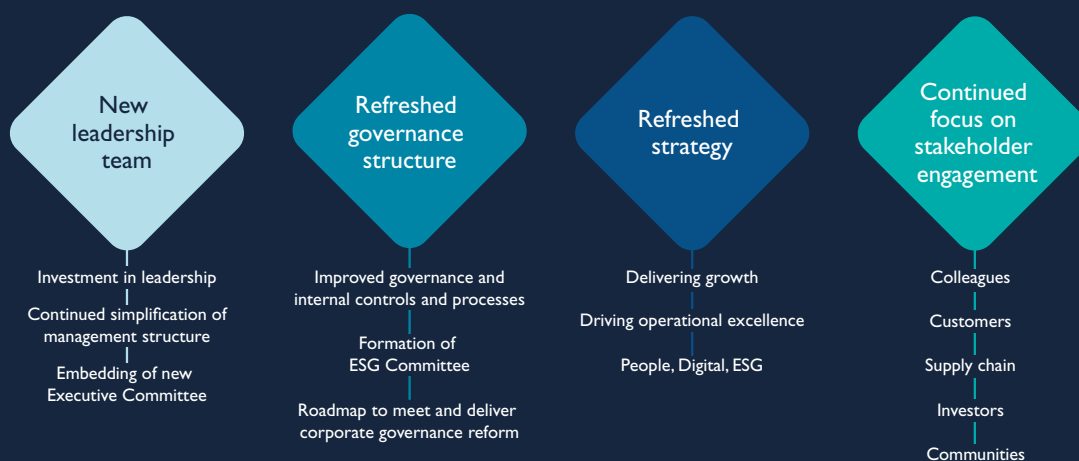 New
leadership
team
Investment in leadership
Continued simplification of
management structure
Embedding of new
Executive Committee
Refreshed
governance
structure
Improved governance and
internal controls and processes
Formation of
ESG Committee
Roadmap to meet and deliver
corporate governance reform
Refreshed
strategy
Delivering growth
Driving operational excellence
People, Digital, ESG
Continued
focus on
stakeholder
engagement
Colleagues
Customers
Supply chain
Investors
Communities